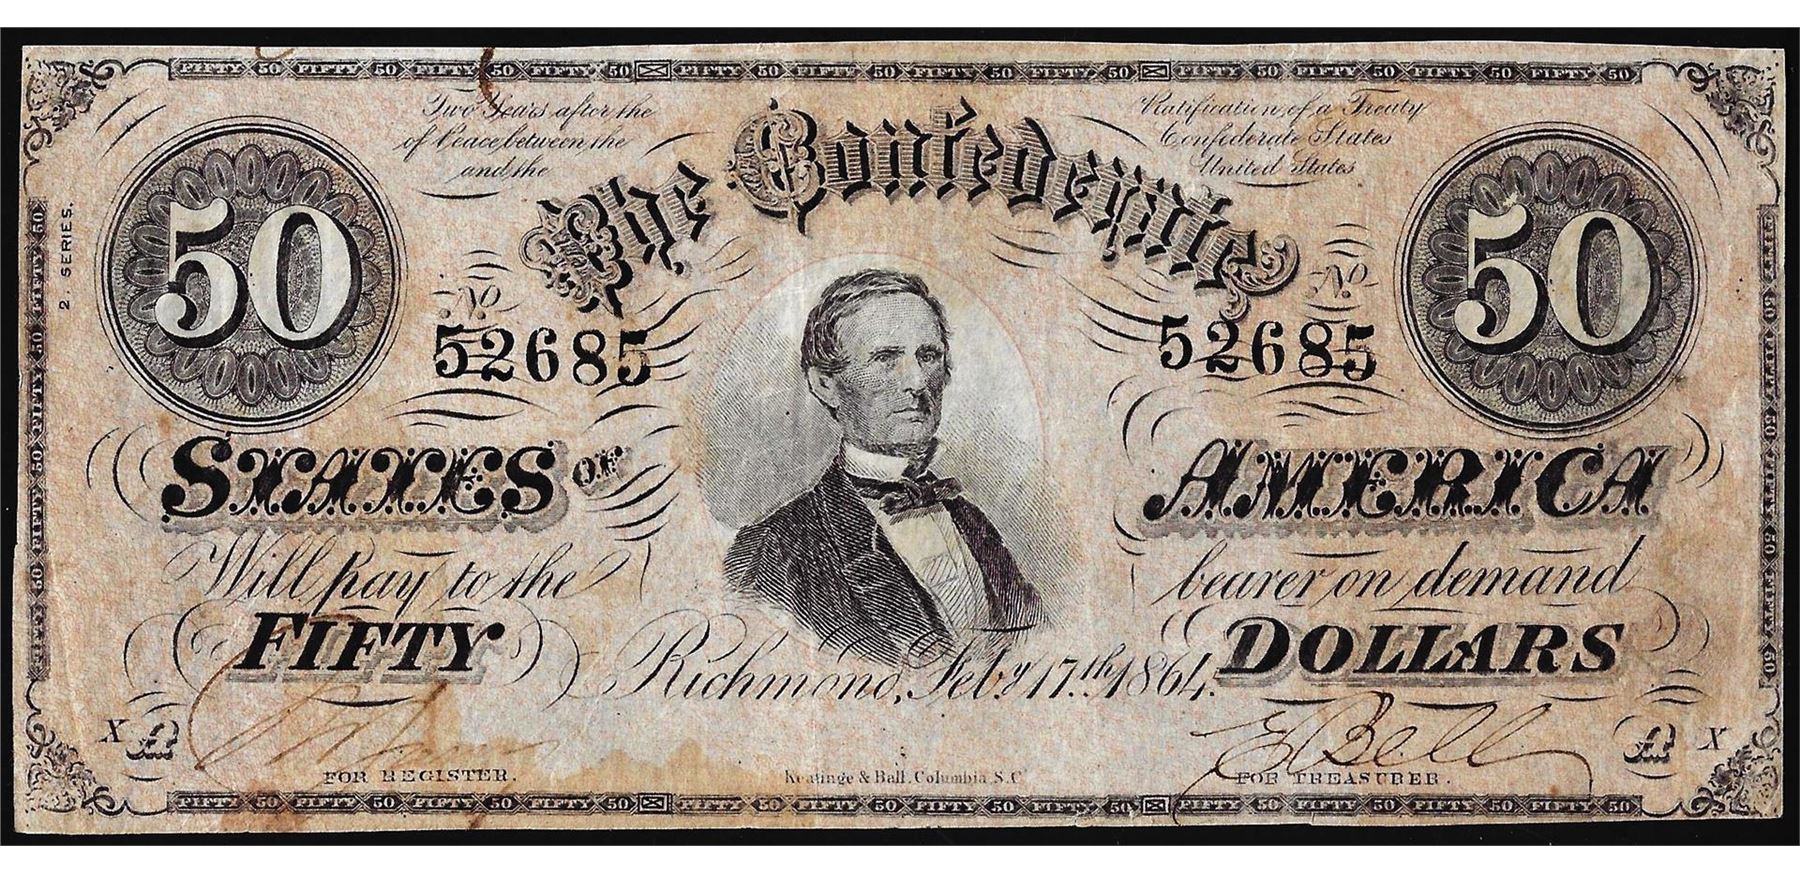 FIFTY 50 FIFTY 50 FIFTY 50 FIFTY 50 FIFTY 50 FIFTY 50 FIFTY 50 FIFTY 50 FIFTY 50 FIFTY 50 FIFTY 50 FIFTY 50
Two Years after the Ratification of a Treaty
of Peace between the Confederate States
and the United States
The Confederate
2. SERIES.
50 50
No No
52685 52685
STATES OF AMERICA
Will pay to the bearer on demand
FIFTY DOLLARS
Richmond, Feby 17th, 1864.
X A A X
E Bell
FOR REGISTER. Keatinge & Ball, Columbia, S.C. FOR TREASURER.
FIFTY 50 FIFTY 50 FIFTY 50 FIFTY 50 FIFTY 50 FIFTY 50 FIFTY 50 FIFTY 50 FIFTY 50 FIFTY 50 FIFTY 50 FIFTY 50